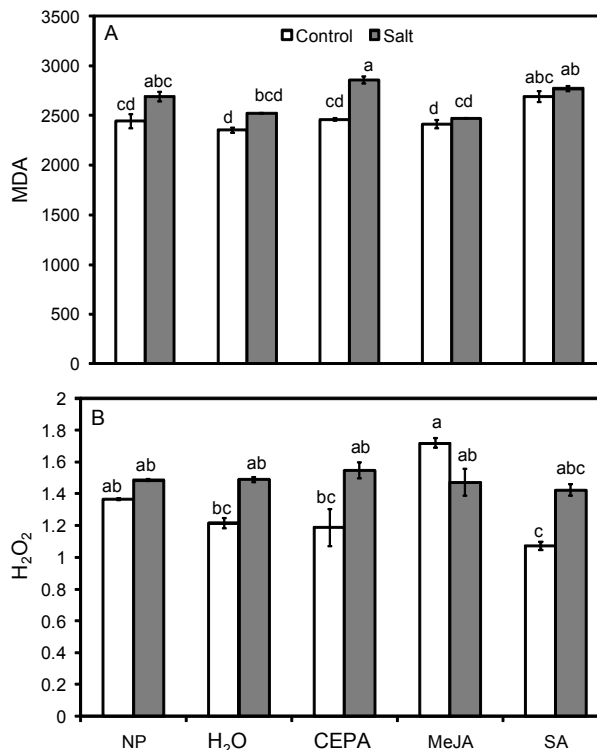 A
Control Salt
MDA
3500
3000
2500
2000
1500
1000
500
0
cd abc d bcd cd a d cd abc ab
B
H₂O₂
2
1.8
1.6
1.4
1.2
1
0.8
0.6
0.4
0.2
0
ab ab bc ab bc ab a ab c abc
NP H₂O CEPA MeJA SA